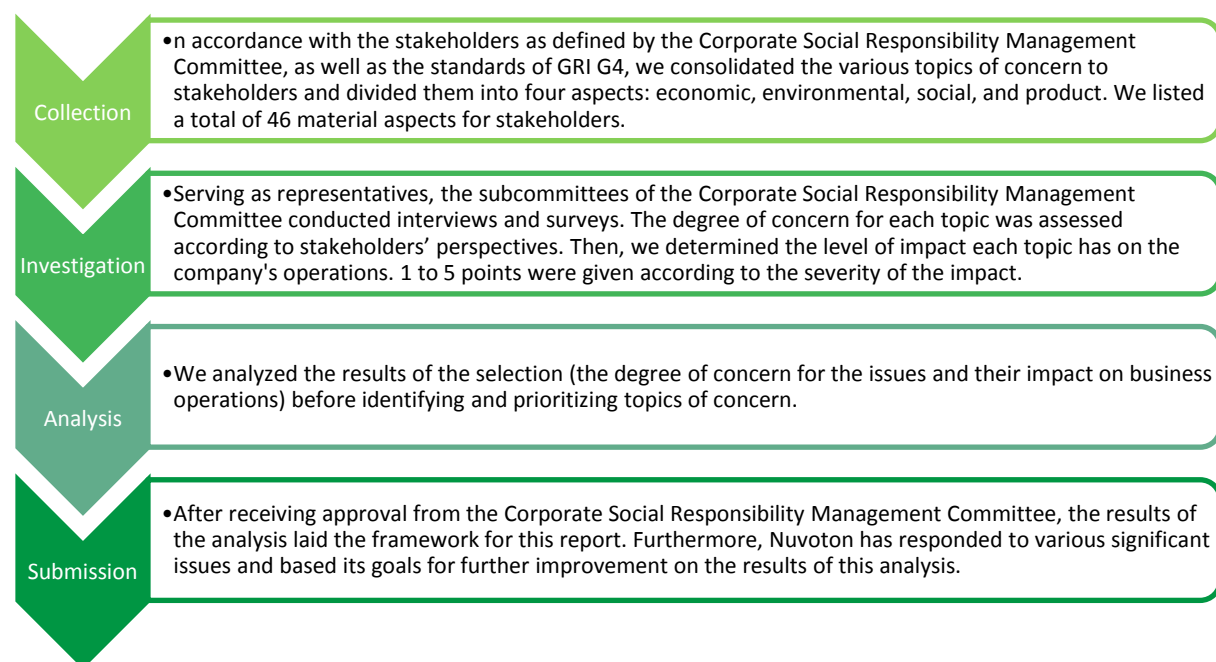 Collection
•n accordance with the stakeholders as defined by the Corporate Social Responsibility Management
Committee, as well as the standards of GRI G4, we consolidated the various topics of concern to
stakeholders and divided them into four aspects: economic, environmental, social, and product. We listed
a total of 46 material aspects for stakeholders.
Investigation
•Serving as representatives, the subcommittees of the Corporate Social Responsibility Management
Committee conducted interviews and surveys. The degree of concern for each topic was assessed
according to stakeholders’ perspectives. Then, we determined the level of impact each topic has on the
company's operations. 1 to 5 points were given according to the severity of the impact.
Analysis
•We analyzed the results of the selection (the degree of concern for the issues and their impact on business
operations) before identifying and prioritizing topics of concern.
Submission
•After receiving approval from the Corporate Social Responsibility Management Committee, the results of
the analysis laid the framework for this report. Furthermore, Nuvoton has responded to various significant
issues and based its goals for further improvement on the results of this analysis.